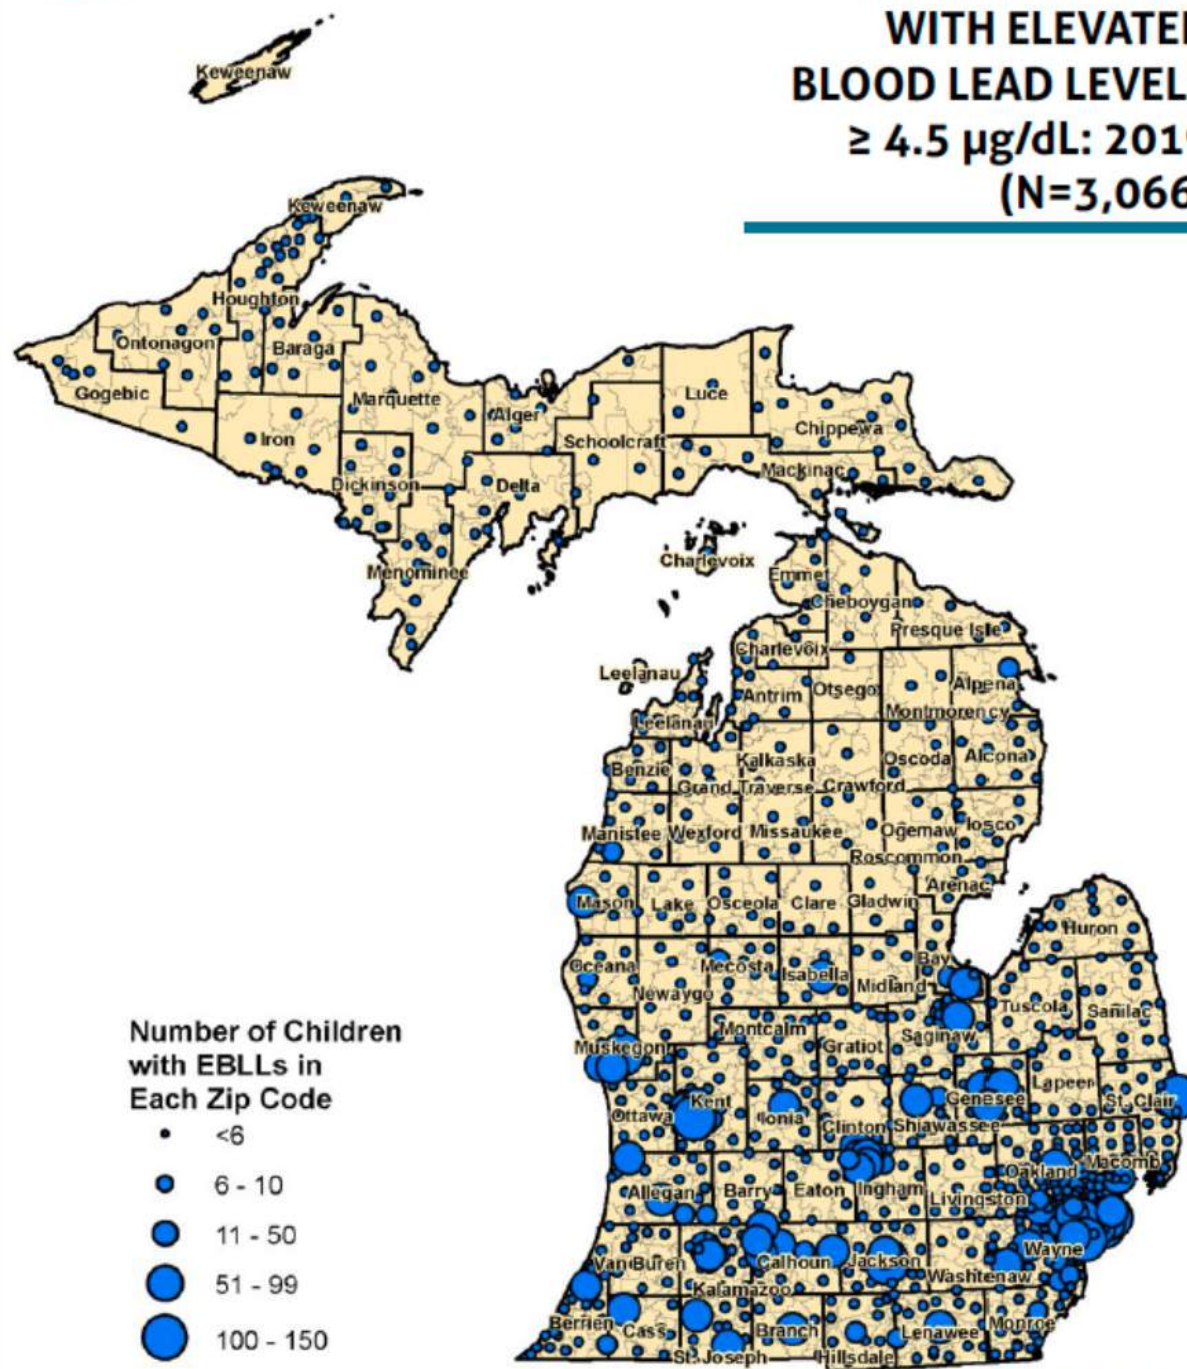 WITH ELEVATE
BLOOD LEAD LEVEL
≥ 4.5 µg/dL: 201
(N=3,066
Keweenaw
Keweenaw
Houghton
Ontonagon
Baraga
Gogebic
Marquette
Luce
Alger
Chippewa
Iron
Schoolcraft
Mackinac
Dickinson
Delta
Charlevoix
Menominee
Emmet
Cheboygan
Presque Isle
Charlevoix
Leelanau
Alpena
Antrim
Otsego
Montmorency
Leelanau
Kalkaska
Oscoda
Alcona
Benzie
Grand Traverse
Crawford
Manistee
Wexford
Missaukee
Ogemaw
Iosco
Roscommon
Arenac
Mason
Lake
Osceola
Clare
Gladwin
Huron
Oceana
Mecosta
Isabella
Bay
Midland
Newaygo
Tuscola
Sanilac
Montcalm
Saginaw
Muskegon
Gratiot
Lapeer
Genesee
St. Clair
Kent
Ottawa
Ionia
Clinton
Shiawassee
Oakland
Macomb
Allegan
Barry
Eaton
Ingham
Livingston
Wayne
Van Buren
Calhoun
Jackson
Washtenaw
Kalamazoo
Berrien
Cass
Branch
Lenawee
Monroe
St. Joseph
Hillsdale
Number of Children
with EBLLs in
Each Zip Code
<6
6 - 10
11 - 50
51 - 99
100 - 150